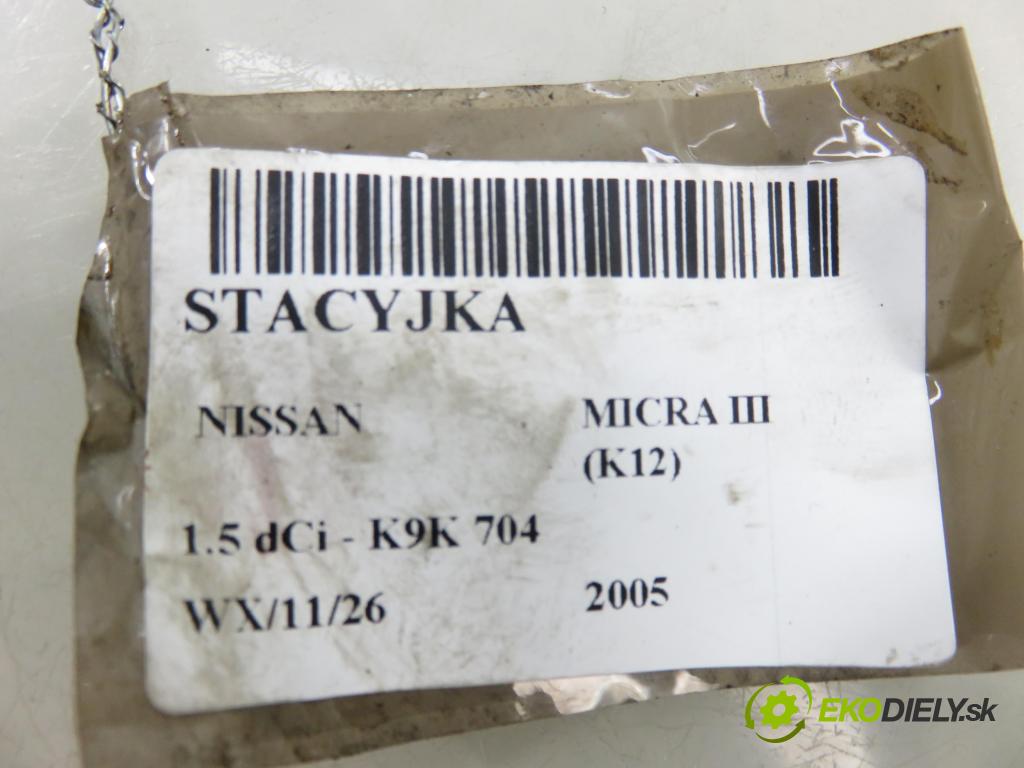 STACYJKA
NISSAN MICRA III
(K12)
1.5 dCi - K9K 704
WX/11/26 2005
EKODIELY.sk